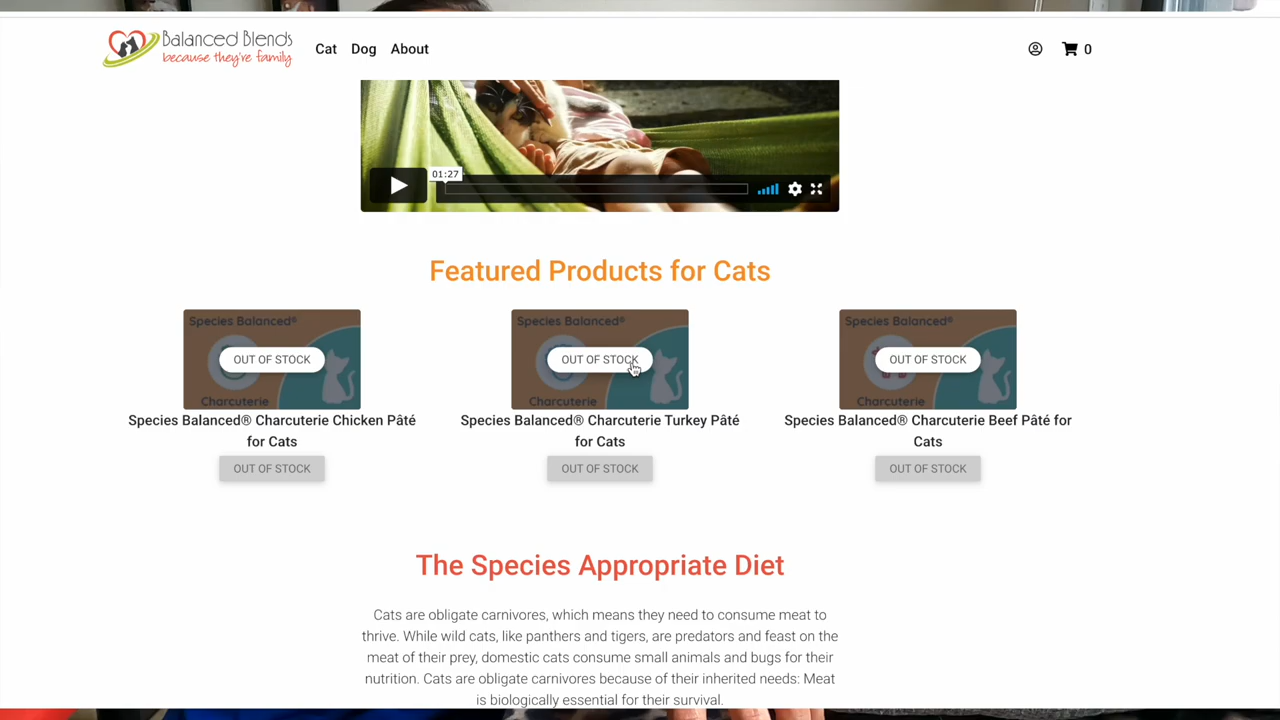 Balanced Blends
because they're family
Cat Dog About
0
01:27
Featured Products for Cats
Species Balanced®
OUT OF STOCK
Charcuterie
Species Balanced® Charcuterie Chicken Pâté
for Cats
OUT OF STOCK
Species Balanced®
OUT OF STOCK
Charcuterie
Species Balanced® Charcuterie Turkey Pâté
for Cats
OUT OF STOCK
Species Balanced®
OUT OF STOCK
Charcuterie
Species Balanced® Charcuterie Beef Pâté for
Cats
OUT OF STOCK
The Species Appropriate Diet
Cats are obligate carnivores, which means they need to consume meat to
thrive. While wild cats, like panthers and tigers, are predators and feast on the
meat of their prey, domestic cats consume small animals and bugs for their
nutrition. Cats are obligate carnivores because of their inherited needs: Meat
is biologically essential for their survival.